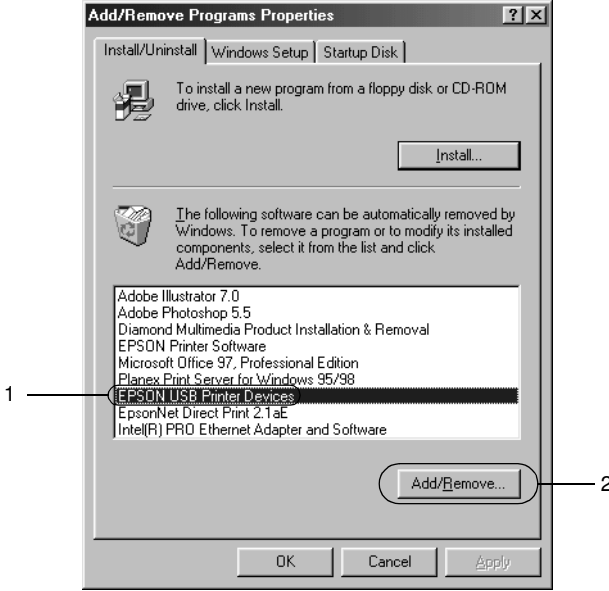 Add/Remove Programs Properties
Install/Uninstall Windows Setup Startup Disk
To install a new program from a floppy disk or CD-ROM
drive, click Install.
Install...
The following software can be automatically removed by
Windows. To remove a program or to modify its installed
components, select it from the list and click
Add/Remove.
Adobe Illustrator 7.0
Adobe Photoshop 5.5
Diamond Multimedia Product Installation & Removal
EPSON Printer Software
Microsoft Office 97, Professional Edition
Planex Print Server for Windows 95/98
1
EPSON USB Printer Devices
EpsonNet Direct Print 2.1aE
Intel(R) PRO Ethernet Adapter and Software
Add/Remove...
2
OK Cancel Apply